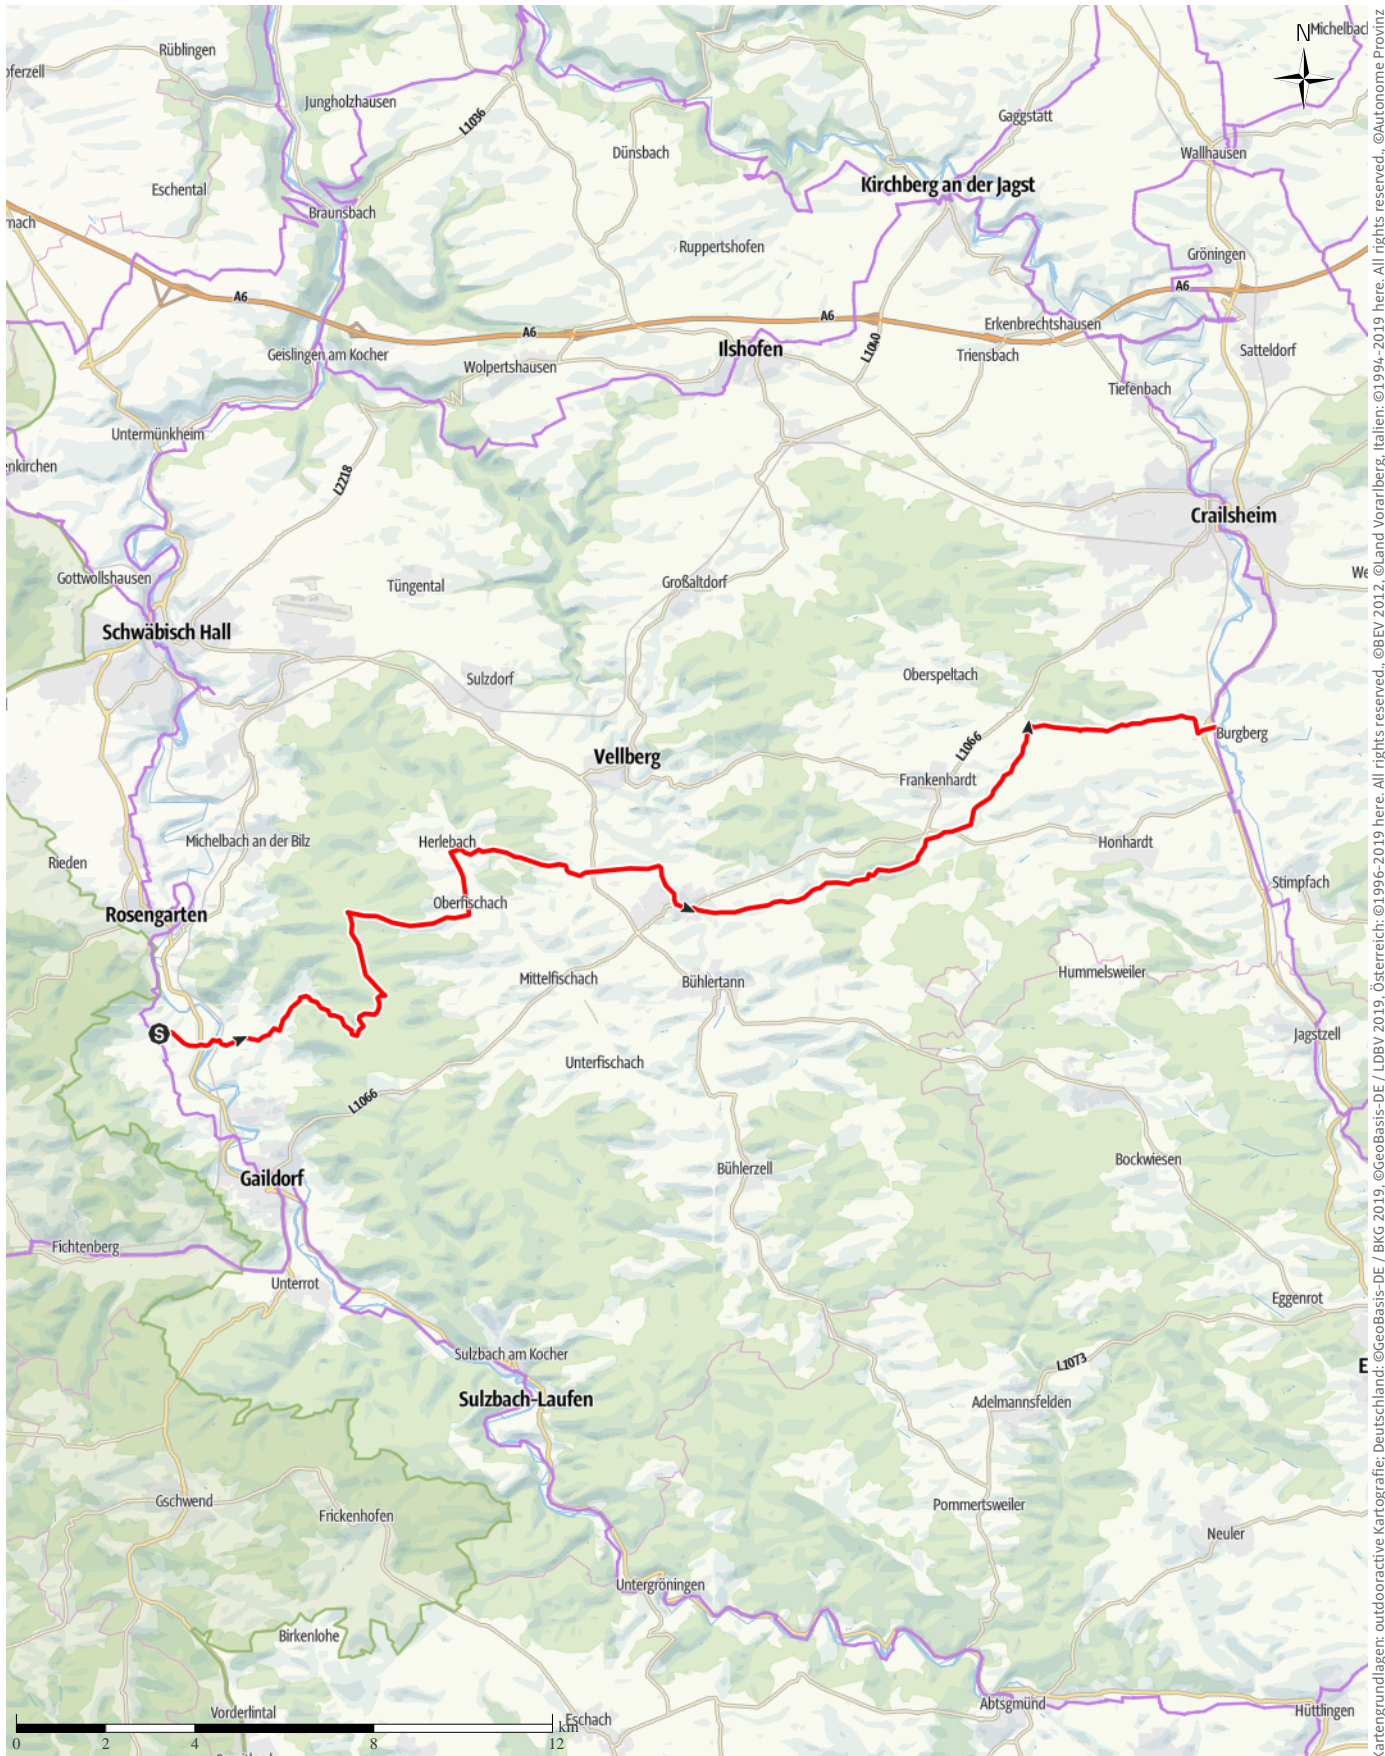 N
Michelbach
Rüblingen
Jungholzhausen
L1036
Gaggstatt
Dünsbach
Wallhausen
Eschental
Kirchberg an der Jagst
Braunsbach
Ruppertshofen
Gröningen
A6
A6
A6
A6
Erkenbrechtshausen
Geislingen am Kocher
Wolpertshausen
Ilshofen
L1040
Triensbach
Satteldorf
Tiefenbach
Untermünkheim
enkirchen
L2218
Crailsheim
Gottwollshausen
Tüngental
Großaltdorf
We
Schwäbisch Hall
Sulzdorf
Oberspeltach
L1066
Burgberg
Vellberg
Frankenhardt
Michelbach an der Bilz
Herlebach
Honhardt
Rieden
Stimpfach
Rosengarten
Oberfischach
Mittelfischach
Bühlertann
Hummelsweiler
S
Jagstzell
Unterfischach
L1066
Gaildorf
Bühlerzell
Bockwiesen
Fichtenberg
Unterrot
Eggenrot
Sulzbach am Kocher
L1073
E
Sulzbach-Laufen
Adelmannsfelden
Gschwend
Frickenhofen
Pommertsweiler
Neuler
Untergröningen
Birkenlohe
Vorderlintal
Eschach
Abtsgmünd
Hüttlingen
km
0 2 4 8 12
artengrundlagen: outdooractive Kartografie; Deutschland: ©GeoBasis-DE / BKG 2019, ©GeoBasis-DE / LDBV 2019, Österreich: ©1996-2019 here. All rights reserved., ©BEV 2012, ©Land Vorarlberg, Italien: ©1994-2019 here. All rights reserved., ©Autonome Provinz